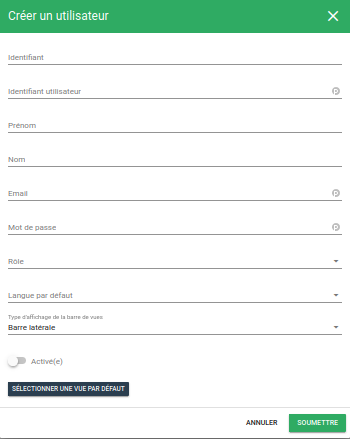 Créer un utilisateur
Identifiant
Identifiant utilisateur
Prénom
Nom
Email
Mot de passe
Rôle
Langue par défaut
Type d'affichage de la barre de vues
Barre latérale
Activé(e)
SÉLECTIONNER UNE VUE PAR DÉFAUT
ANNULER
SOUMETTRE